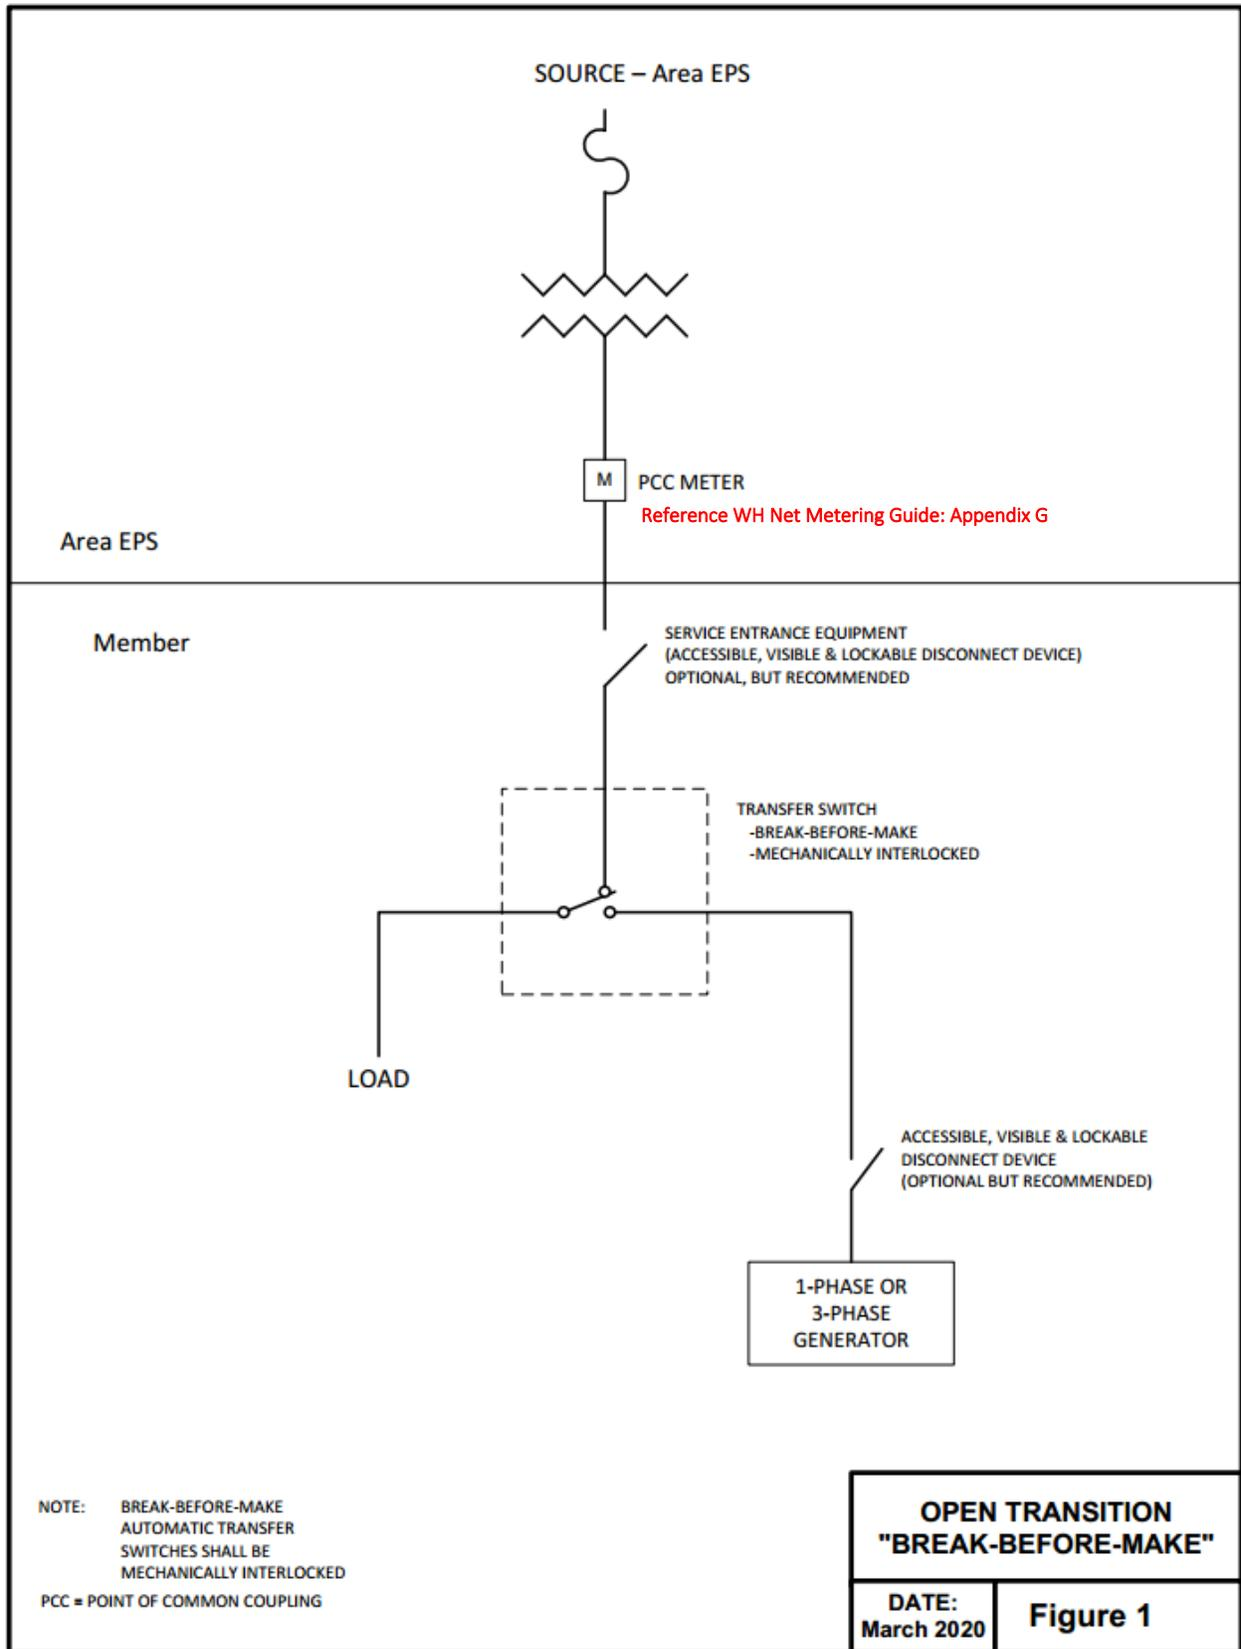 SOURCE – Area EPS
M
PCC METER
Reference WH Net Metering Guide: Appendix G
Area EPS
Member
SERVICE ENTRANCE EQUIPMENT
(ACCESSIBLE, VISIBLE & LOCKABLE DISCONNECT DEVICE)
OPTIONAL, BUT RECOMMENDED
TRANSFER SWITCH
-BREAK-BEFORE-MAKE
-MECHANICALLY INTERLOCKED
LOAD
ACCESSIBLE, VISIBLE & LOCKABLE
DISCONNECT DEVICE
(OPTIONAL BUT RECOMMENDED)
1-PHASE OR
3-PHASE
GENERATOR
NOTE: BREAK-BEFORE-MAKE
AUTOMATIC TRANSFER
SWITCHES SHALL BE
MECHANICALLY INTERLOCKED
PCC = POINT OF COMMON COUPLING
OPEN TRANSITION
"BREAK-BEFORE-MAKE"
DATE:
March 2020
Figure 1